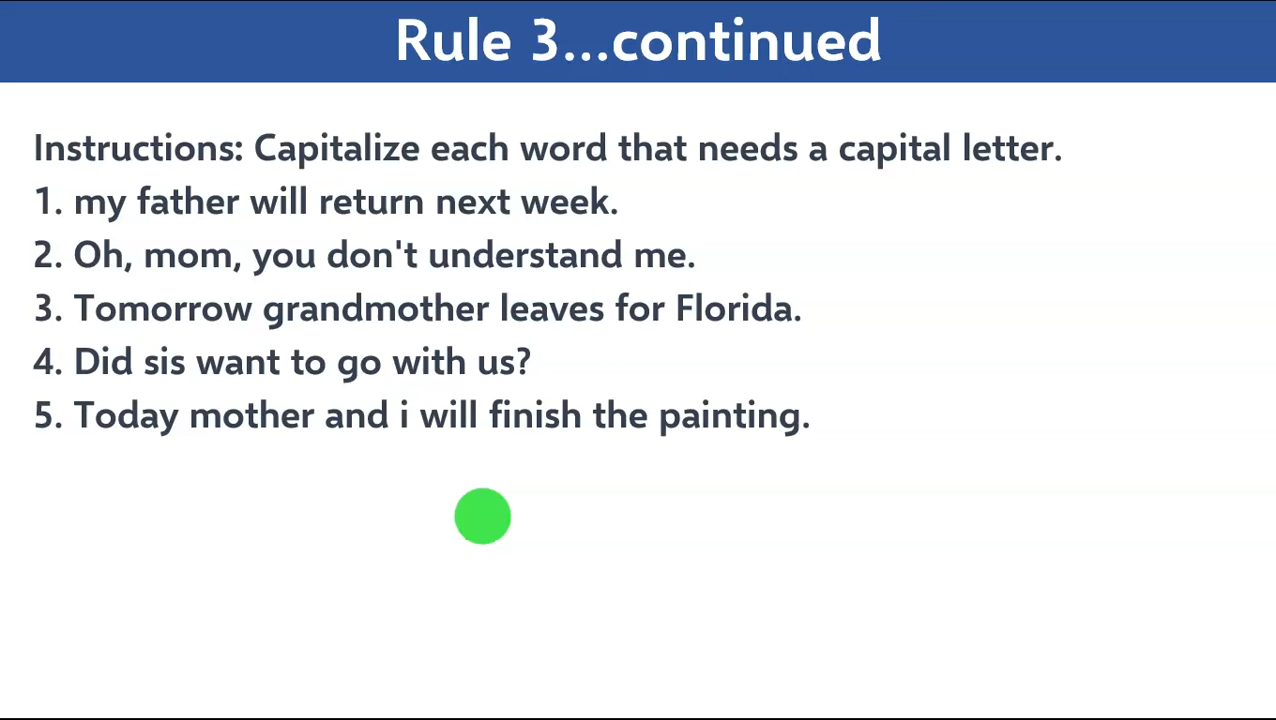 Rule 3...continued
Instructions: Capitalize each word that needs a capital letter.
1. my father will return next week.
2. Oh, mom, you don't understand me.
3. Tomorrow grandmother leaves for Florida.
4. Did sis want to go with us?
5. Today mother and i will finish the painting.